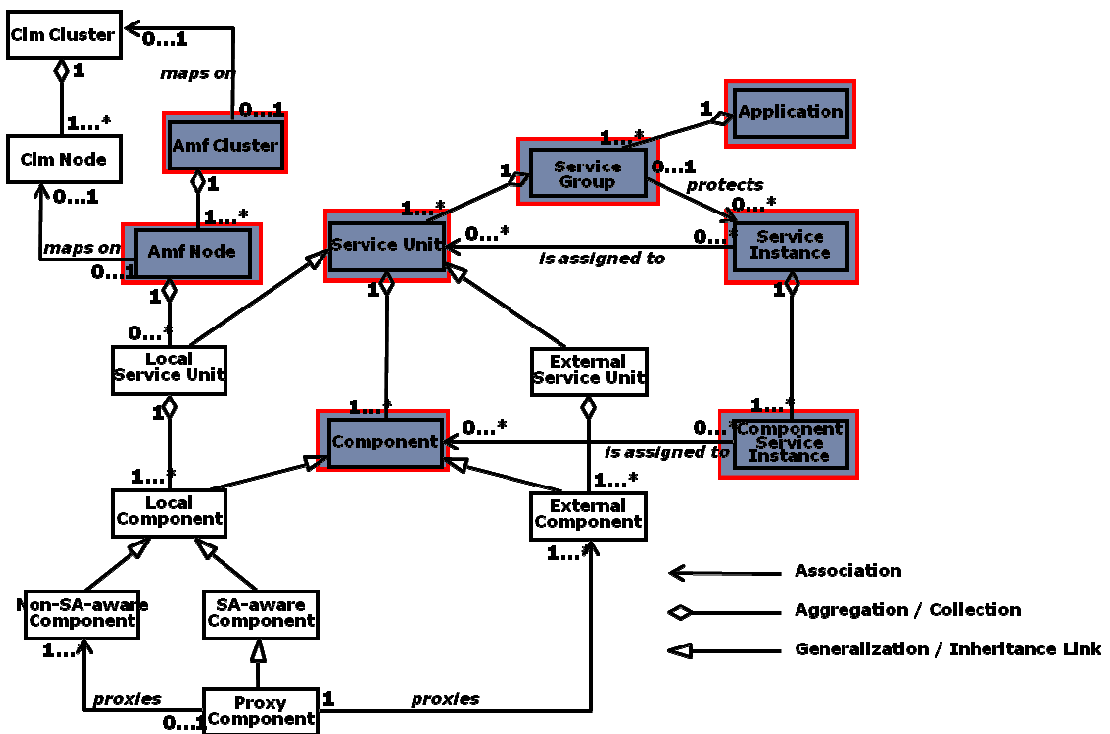 Clm Cluster
0...1
1
maps on
0...1
1...*
Application
1
1...*
Amf Cluster
Clm Node
1
Service
Group
0...1
0...1
1
protects
1...*
1...*
0...*
maps on
Amf Node
0...1
Service Unit
0...*
0...*
Service
Instance
is assigned to
1
1
1
0...*
Local
Service Unit
External
Service Unit
1
1...*
1...*
Component
0...*
0...*
Component
Service
Instance
is assigned to
1...*
1...*
Local
Component
External
Component
1...*
Association
Non-SA-aware
Component
SA-aware
Component
Aggregation / Collection
1...*
Generalization / Inheritance Link
proxies
0...1
Proxy
Component
1
proxies